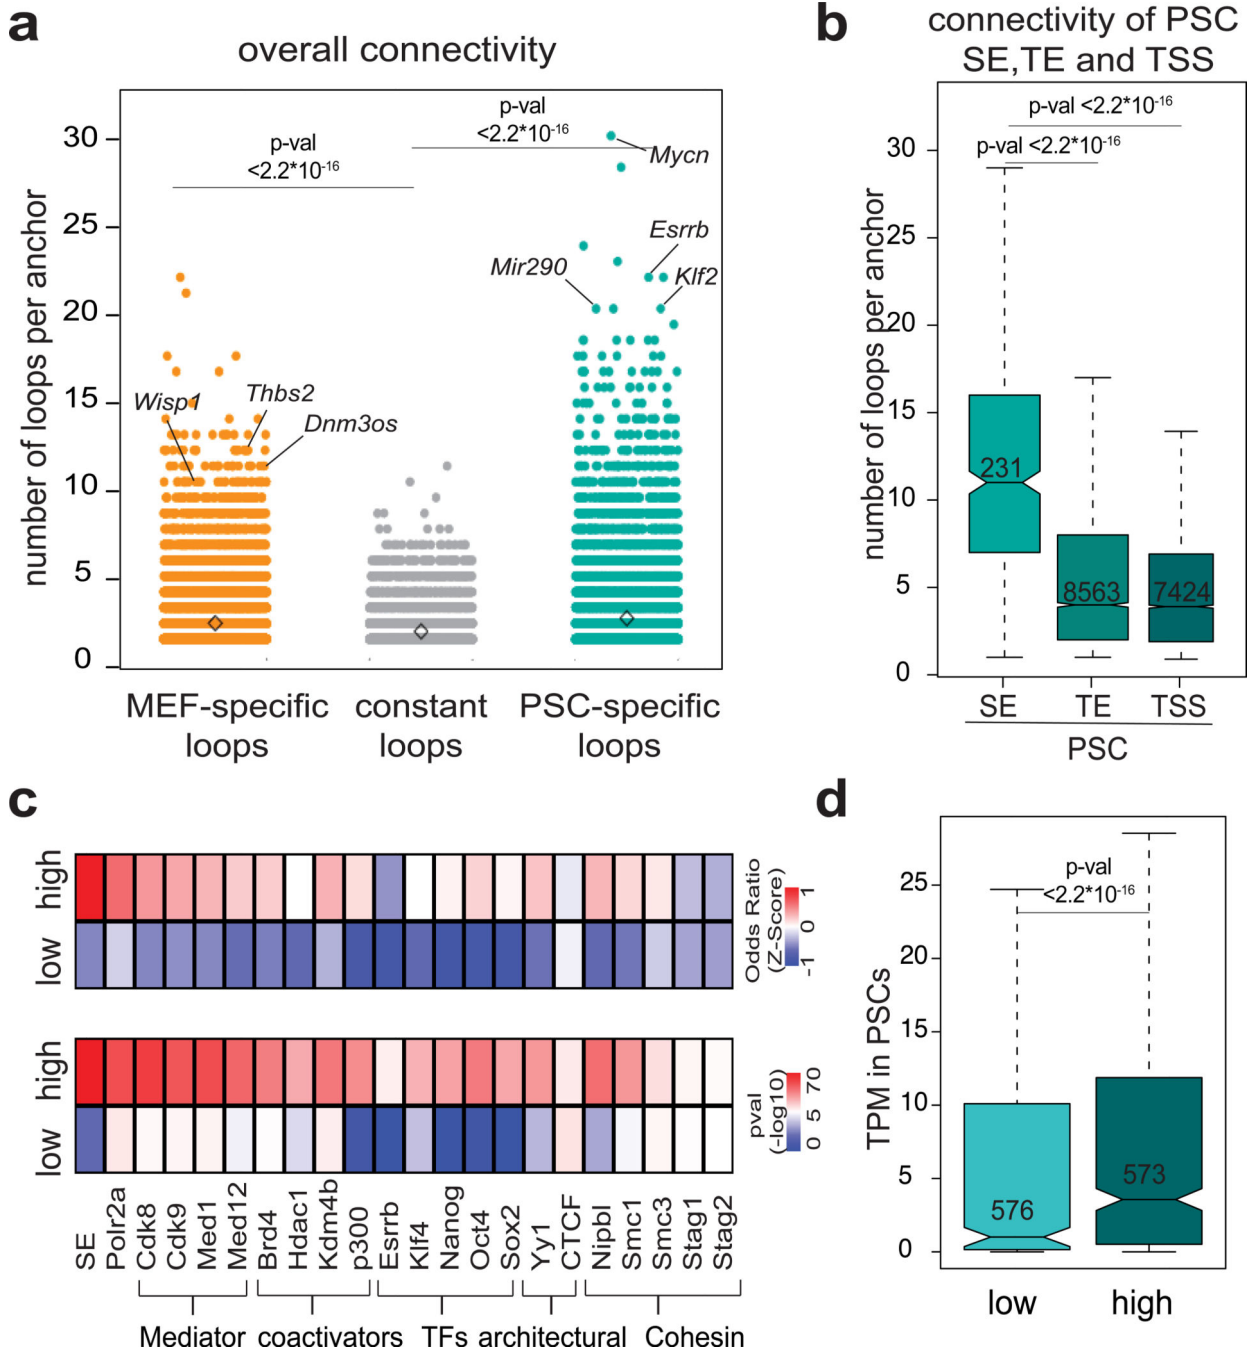 a
overall connectivity
number of loops per anchor
30
25
20
15
10
5
0
p-val
<2.2*10-16
p-val
<2.2*10-16
Mycn
Esrrb
Mir290
Klf2
Wisp1
Thbs2
Dnm3os
MEF-specific
loops
constant
loops
PSC-specific
loops
b
connectivity of PSC
SE,TE and TSS
number of loops per anchor
30
25
20
15
10
5
0
p-val <2.2*10-16
p-val <2.2*10-16
231
8563
7424
SE
TE
TSS
PSC
c
high
low
Odds Ratio
(Z-Score)
1
0
-1
high
low
pval
(-log10)
70
5
0
SE
Polr2a
Cdk8
Cdk9
Med1
Med12
Brd4
Hdac1
Kdm4b
p300
Esrrb
Klf4
Nanog
Oct4
Sox2
Yy1
CTCF
Nipbl
Smc1
Smc3
Stag1
Stag2
Mediator
coactivators
TFs
architectural
Cohesin
d
TPM in PSCs
25
20
15
10
5
0
p-val
<2.2*10-16
576
573
low
high